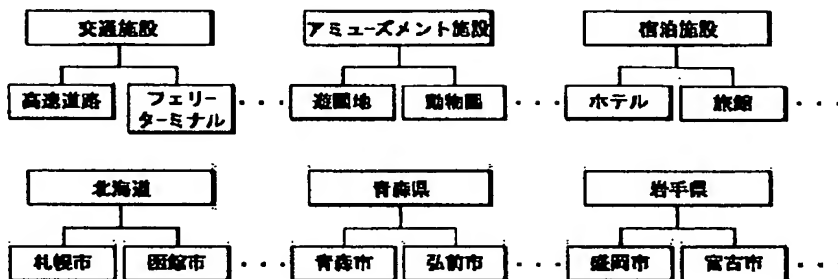 交通施設
アミューズメント施設
宿泊施設
高速道路
フェリー
ターミナル
・・・
遊園地
動物園
・・・
ホテル
旅館
・・・
北海道
青森県
岩手県
札幌市
函館市
・・・
青森市
弘前市
・・・
盛岡市
宮古市
・・・